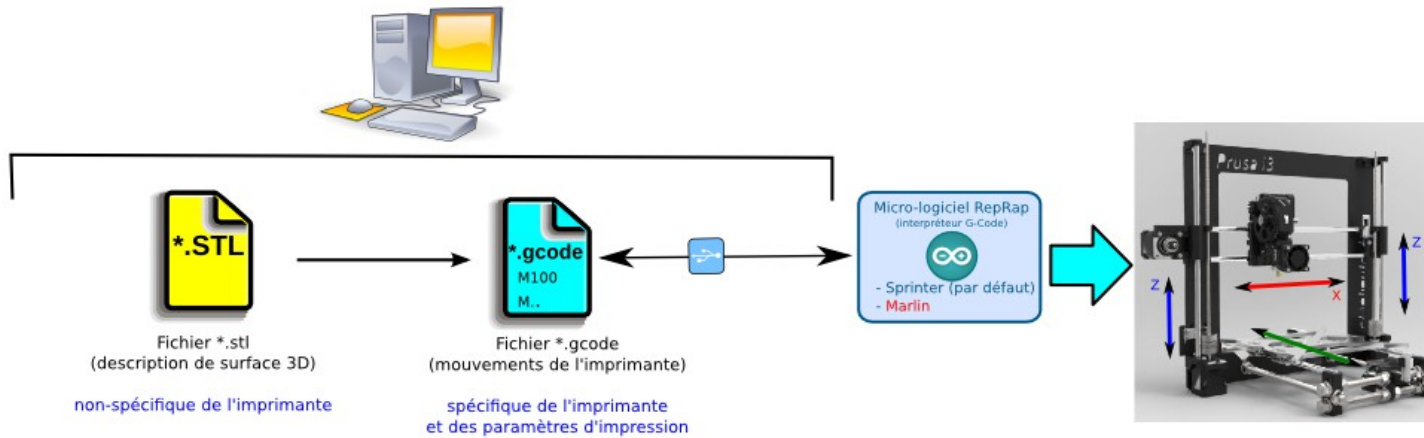 *.STL
Fichier *.stl
(description de surface 3D)
non-spécifique de l'imprimante
*.gcode
M100
M..
Fichier *.gcode
(mouvements de l'imprimante)
spécifique de l'imprimante
et des paramètres d'impression
Micro-logiciel RepRap
(interpréteur G-Code)
- Sprinter (par défaut)
- Marlin
Prusa i3
Z
X
Z